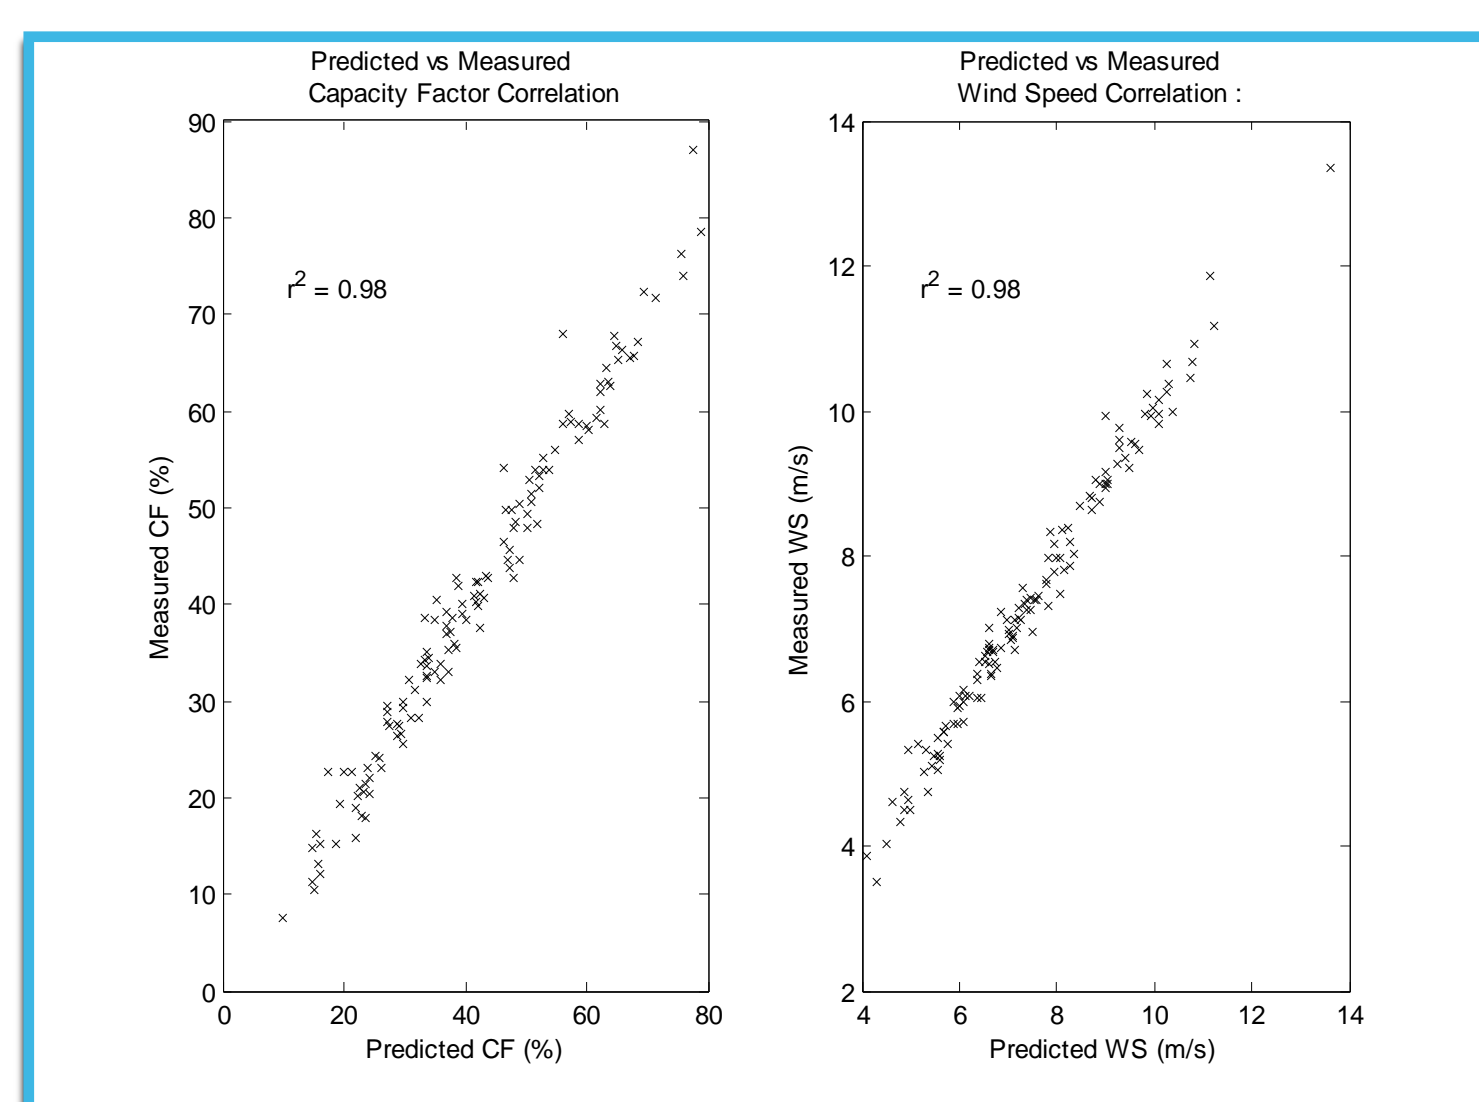 Predicted vs Measured
Capacity Factor Correlation
90
80
70
60
50
40
30
20
10
0
r2 = 0.98
Measured CF (%)
0 20 40 60 80
Predicted CF (%)
Predicted vs Measured
Wind Speed Correlation :
14
12
10
8
6
4
2
r2 = 0.98
Measured WS (m/s)
4 6 8 10 12 14
Predicted WS (m/s)